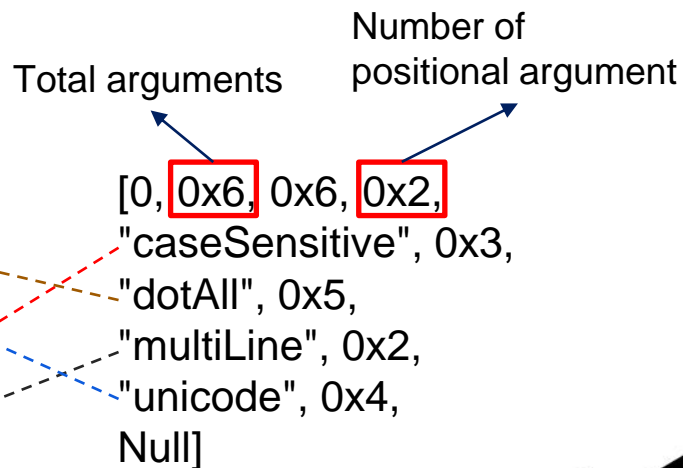 Number of
positional argument
Total arguments
[0, 0x6, 0x6, 0x2,
"caseSensitive", 0x3,
"dotAll", 0x5,
"multiLine", 0x2,
"unicode", 0x4,
Null]